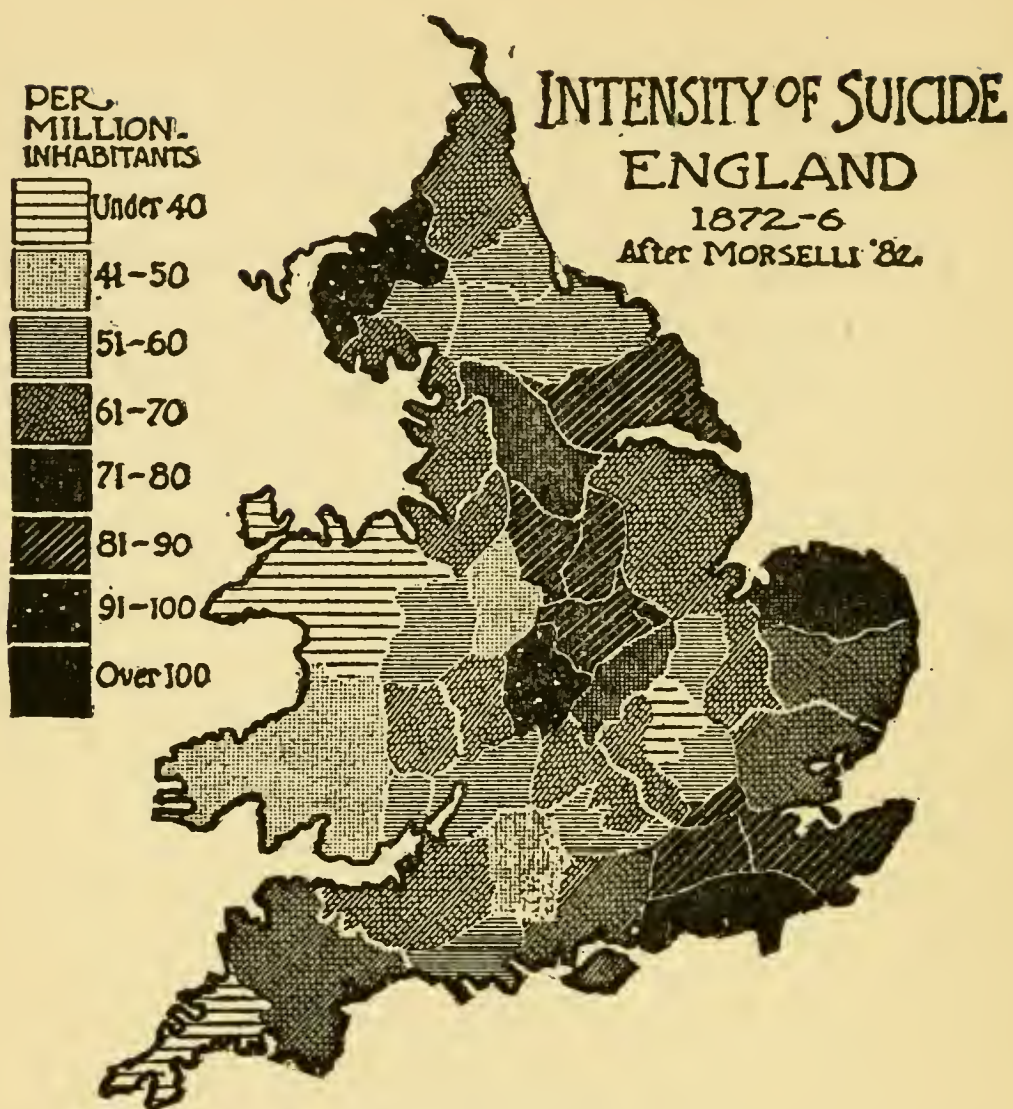 INTENSITY OF SUICIDE
ENGLAND
1872-6
After MORSELLI '82.
PER
MILLION
INHABITANTS
Under 40
41-50
51-60
61-70
71-80
81-90
91-100
Over 100